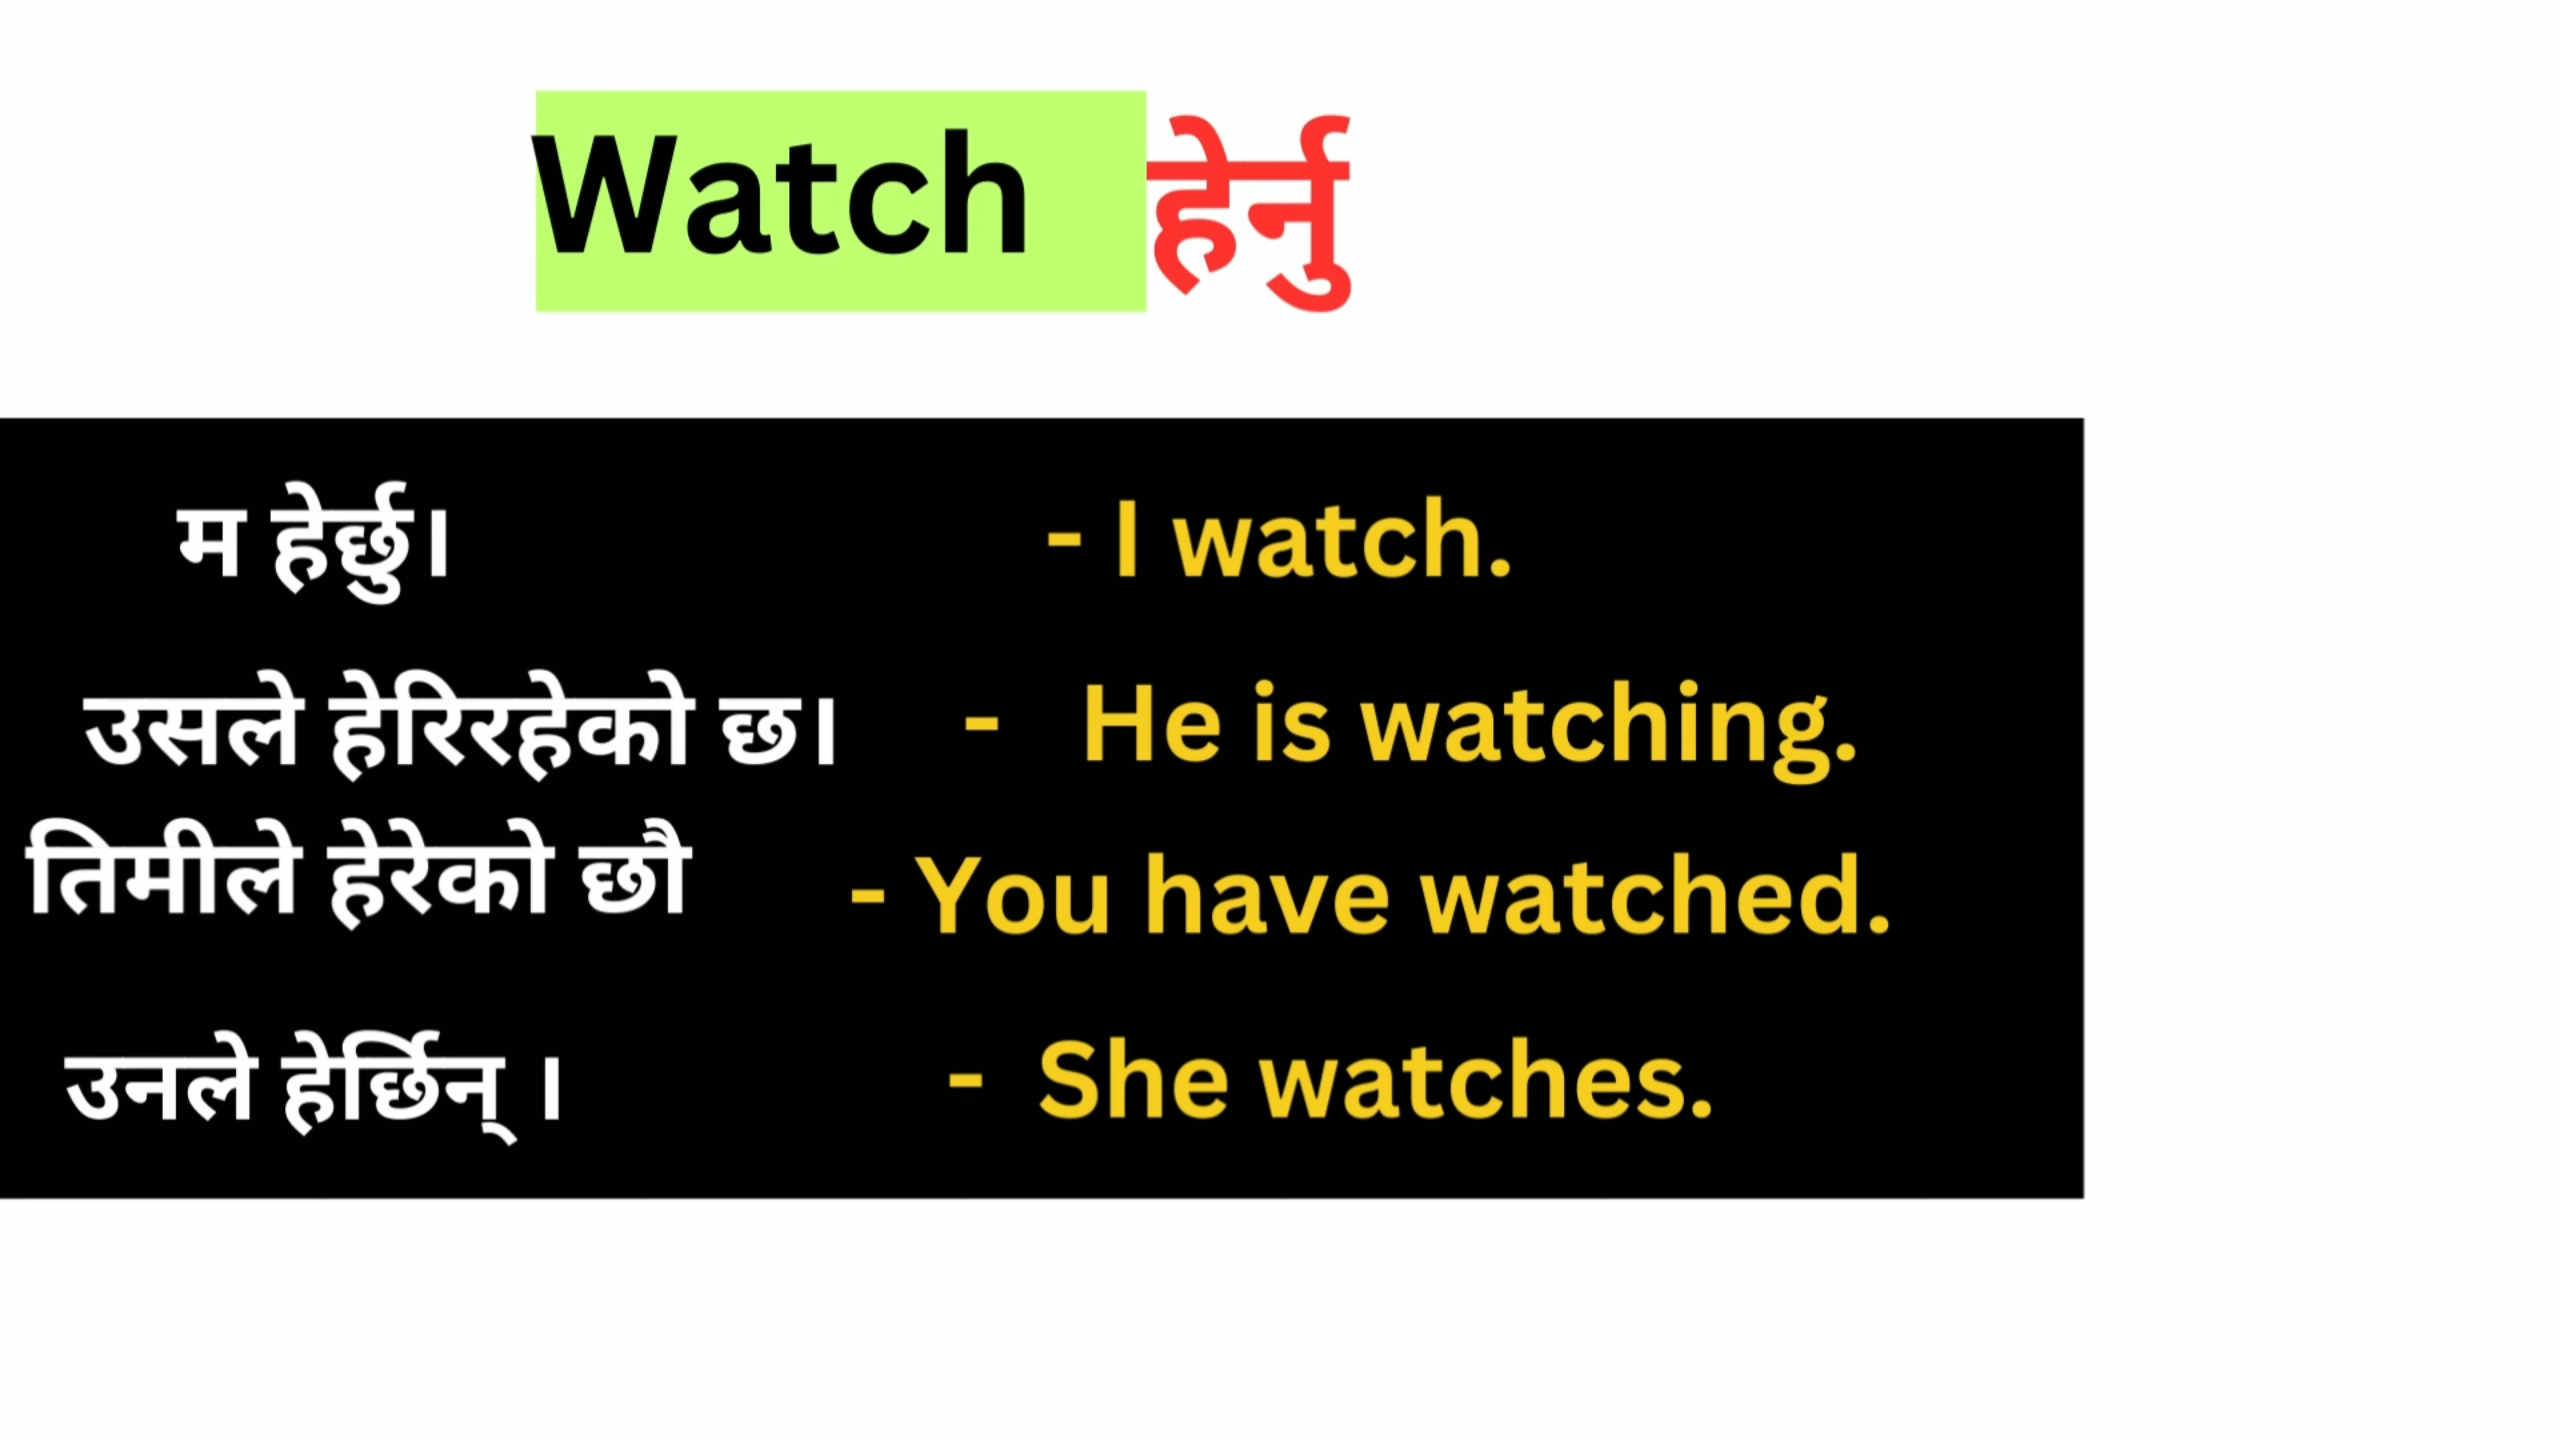 Watch हेर्नु
म हेर्छु। - I watch.
उसले हेरिरहेको छ। - He is watching.
तिमीले हेरेको छौ - You have watched.
उनले हेर्छिन् । - She watches.